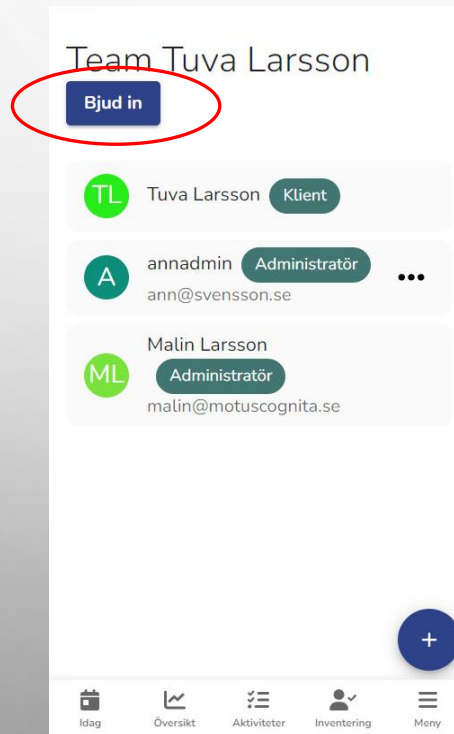 Team Tuva Larsson
Bjud in
TL
Tuva Larsson Klient
A
annadmin Administratör
ann@svensson.se
ML
Malin Larsson
Administratör
malin@motuscognita.se
+
Idag Översikt Aktiviteter Inventering Meny